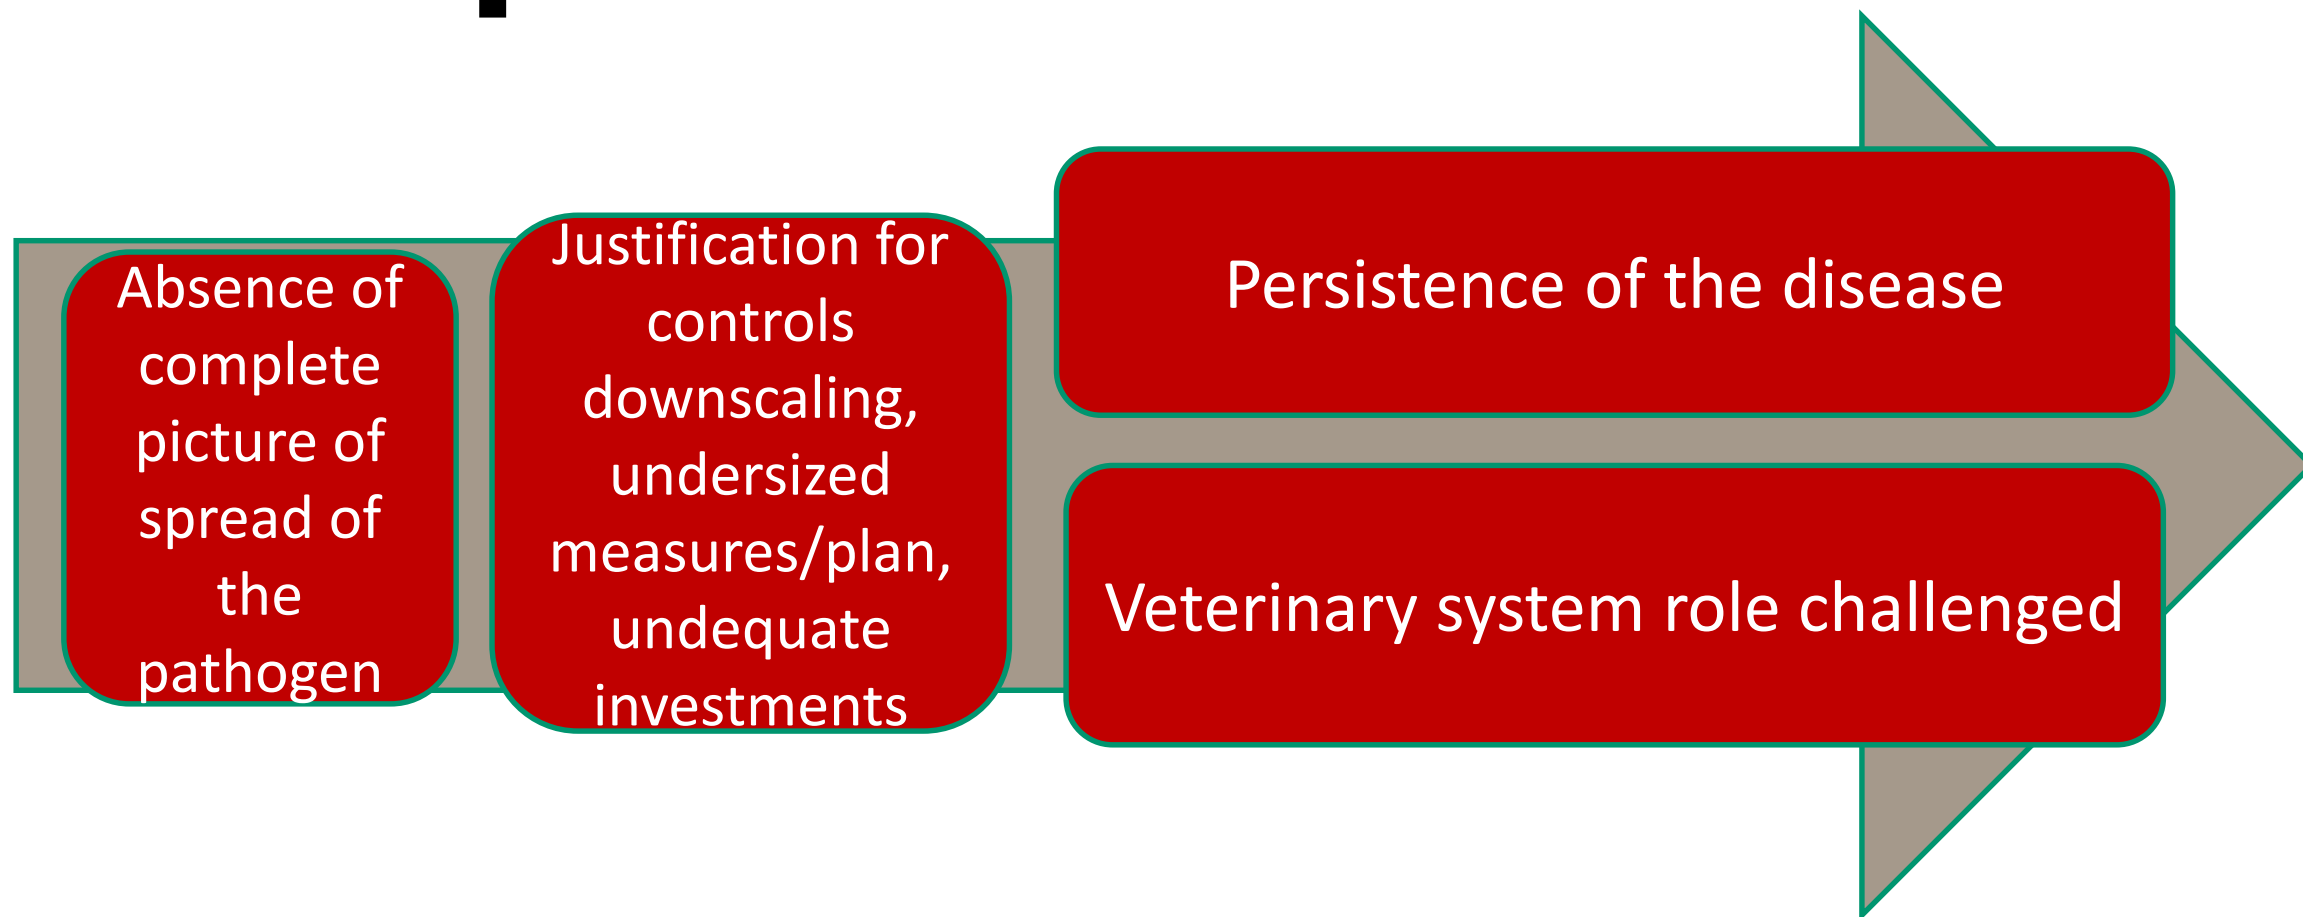 Absence of
complete
picture of
spread of
the
pathogen
Justification for
controls
downscaling,
undersized
measures/plan,
undequate
investments
Persistence of the disease
Veterinary system role challenged